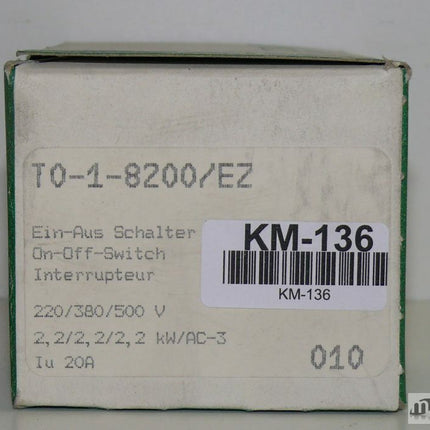 T0-1-8200/EZ
Ein-Aus Schalter
On-Off-Switch
Interrupteur
220/380/500 V
2,2/2,2/2,2 kW/AC-3
Iu 20A
010
KM-136
KM-136